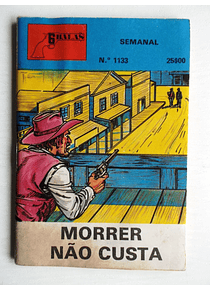 6 BALAS
SEMANAL
N.º 1133 25$00
MORRER
NÃO CUSTA